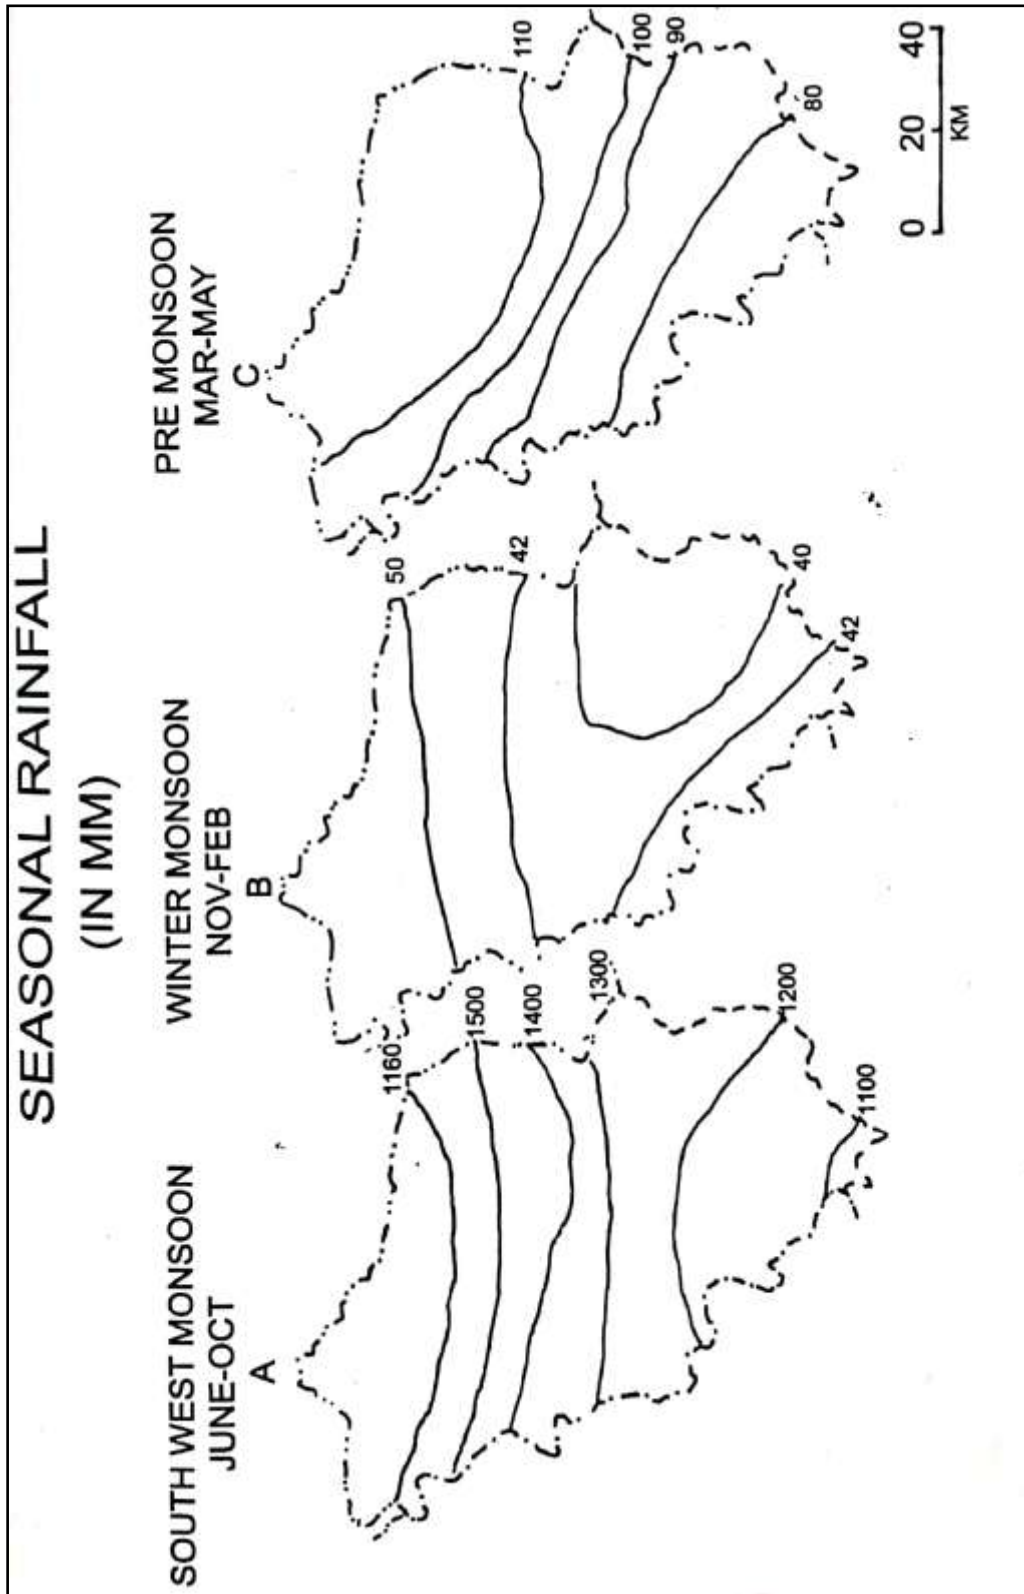 SEASONAL RAINFALL
(IN MM)
SOUTH WEST MONSOON
JUNE-OCT
A
1160
1500
1400
1300
1200
1100
WINTER MONSOON
NOV-FEB
B
50
42
40
42
PRE MONSOON
MAR-MAY
C
110
100
90
80
0 20 40
KM